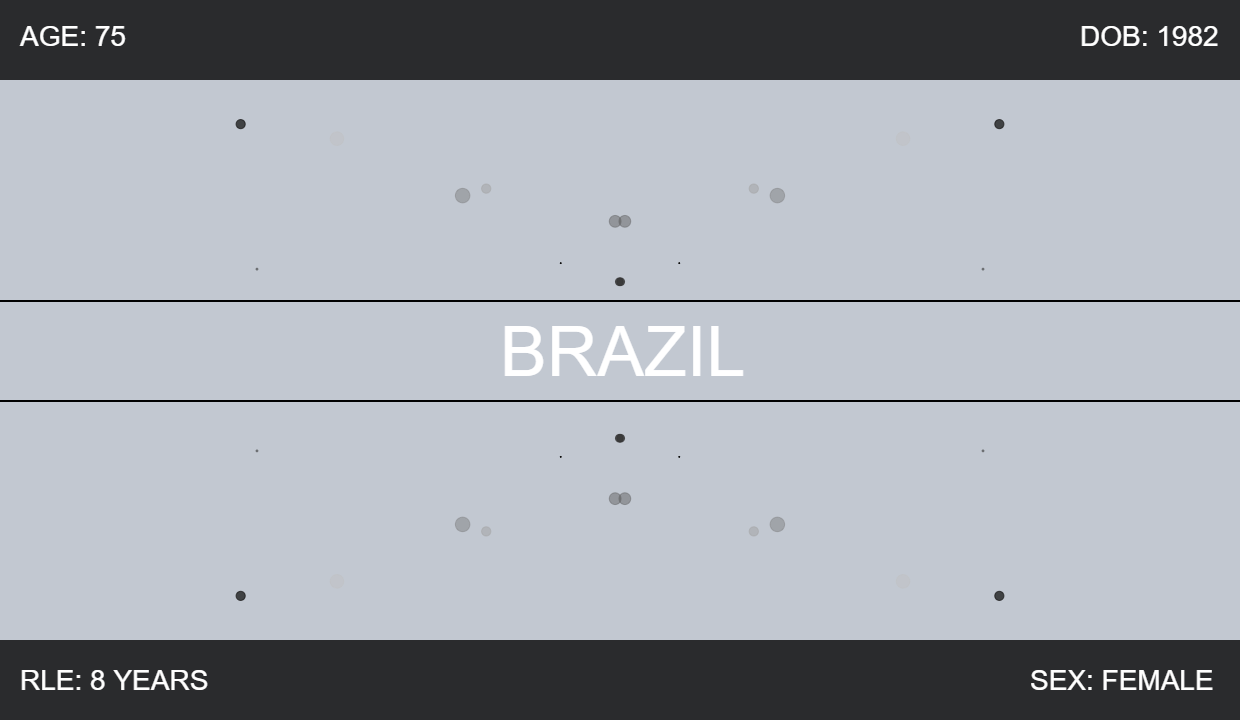 AGE: 75
DOB: 1982
BRAZIL
RLE: 8 YEARS
SEX: FEMALE